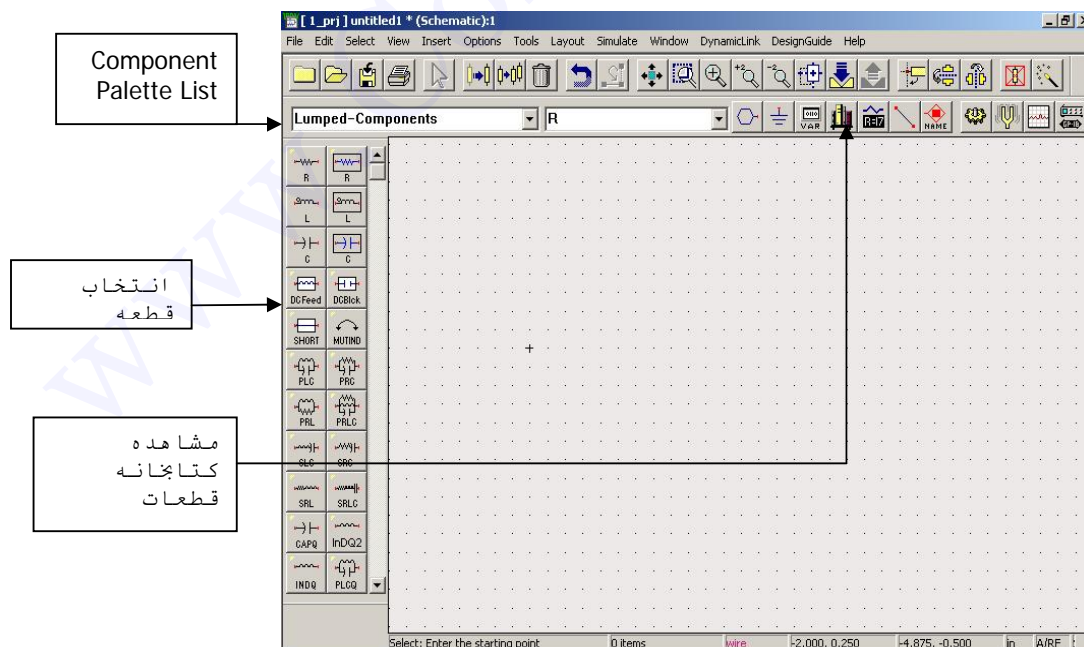 [ 1_prj ] untitled1 * (Schematic):1
File Edit Select View Insert Options Tools Layout Simulate Window DynamicLink DesignGuide Help
Component
Palette List
Lumped-Components R
VAR
NAME
R R
L L
C C
انتخاب
قطعه
DCFeed DCBlck
SHORT MUTIND
PLC PRC
PRL PRLC
مشاهده
کتابخانه
قطعات
SLC SRC
SRL SRLC
CAPQ InDQ2
INDQ PLCQ
Select: Enter the starting point 0 items wire -2.000, 0.250 -4.875, -0.500 in A/RF